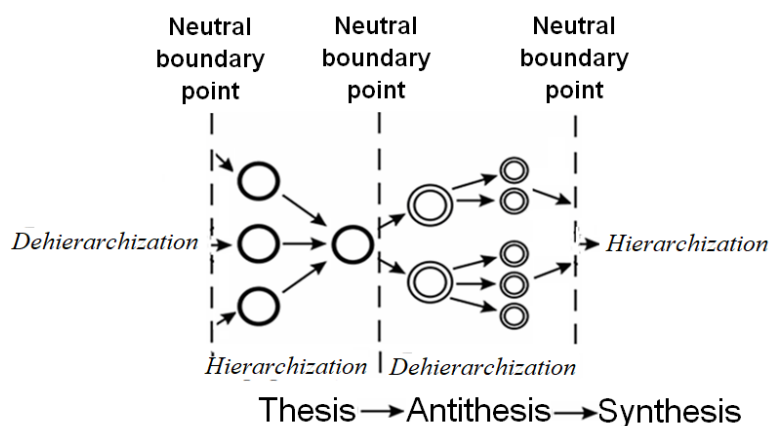 Neutral boundary point
Neutral boundary point
Neutral boundary point
Dehierarchization
Hierarchization
Hierarchization
Dehierarchization
Thesis → Antithesis → Synthesis